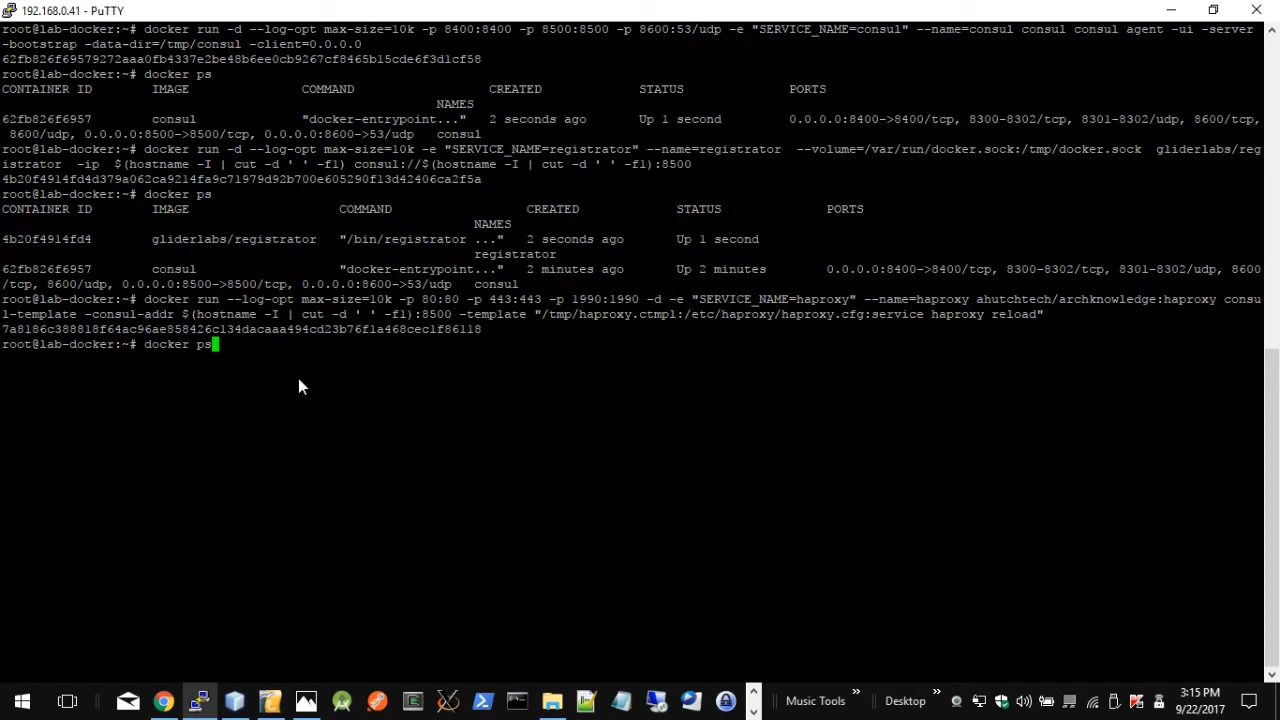 192.168.0.41 - PuTTY
root@lab-docker:~# docker run -d --log-opt max-size=10k -p 8400:8400 -p 8500:8500 -p 8600:53/udp -e "SERVICE_NAME=consul" --name=consul consul consul agent -ui -server
-bootstrap -data-dir=/tmp/consul -client=0.0.0.0
62fb826f69579272aaa0fb4337e2be48b6ee0cb9267cf8465b15cde6f3d1cf58
root@lab-docker:~# docker ps
CONTAINER ID IMAGE COMMAND CREATED STATUS PORTS
NAMES
62fb826f6957 consul "docker-entrypoint..." 2 seconds ago Up 1 second 0.0.0.0:8400->8400/tcp, 8300-8302/tcp, 8301-8302/udp, 8600/tcp,
8600/udp, 0.0.0.0:8500->8500/tcp, 0.0.0.0:8600->53/udp consul
root@lab-docker:~# docker run -d --log-opt max-size=10k -e "SERVICE_NAME=registrator" --name=registrator --volume=/var/run/docker.sock:/tmp/docker.sock gliderlabs/reg
istrator -ip $(hostname -I | cut -d ' ' -f1) consul://$(hostname -I | cut -d ' ' -f1):8500
4b20f4914fd4d379a062ca9214fa9c71979d92b700e605290f13d42406ca2f5a
root@lab-docker:~# docker ps
CONTAINER ID IMAGE COMMAND CREATED STATUS PORTS
NAMES
4b20f4914fd4 gliderlabs/registrator "/bin/registrator ..." 2 seconds ago Up 1 second
registrator
62fb826f6957 consul "docker-entrypoint..." 2 minutes ago Up 2 minutes 0.0.0.0:8400->8400/tcp, 8300-8302/tcp, 8301-8302/udp, 8600
/tcp, 8600/udp, 0.0.0.0:8500->8500/tcp, 0.0.0.0:8600->53/udp consul
root@lab-docker:~# docker run --log-opt max-size=10k -p 80:80 -p 443:443 -p 1990:1990 -d -e "SERVICE_NAME=haproxy" --name=haproxy ahutchtech/archknowledge:haproxy consu
l-template -consul-addr $(hostname -I | cut -d ' ' -f1):8500 -template "/tmp/haproxy.ctmpl:/etc/haproxy/haproxy.cfg:service haproxy reload"
7a8186c388818f64ac96ae858426c134dacaaa494cd23b76f1a468cec1f86118
root@lab-docker:~# docker ps
Music Tools
Desktop
3:15 PM
9/22/2017